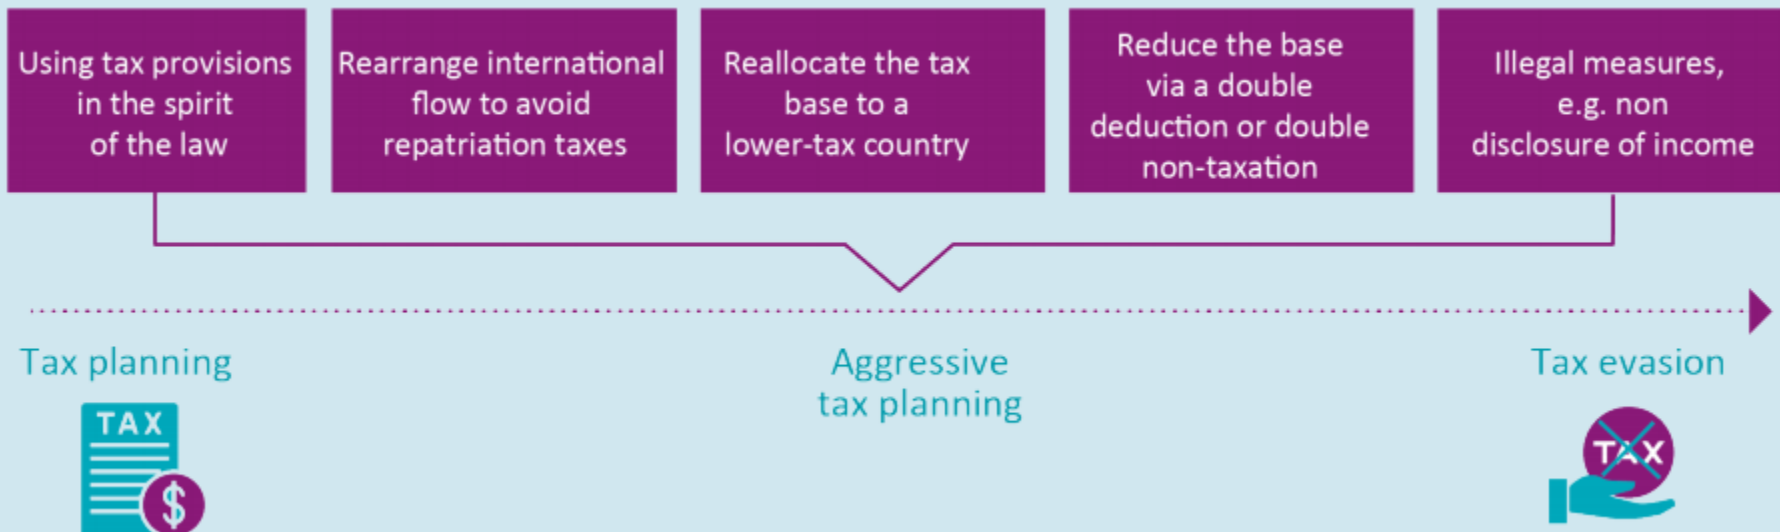 Using tax provisions
in the spirit
of the law
Rearrange international
flow to avoid
repatriation taxes
Reallocate the tax
base to a
lower-tax country
Reduce the base
via a double
deduction or double
non-taxation
Illegal measures,
e.g. non
disclosure of income
Tax planning
Aggressive
tax planning
Tax evasion
TAX
$
TAX